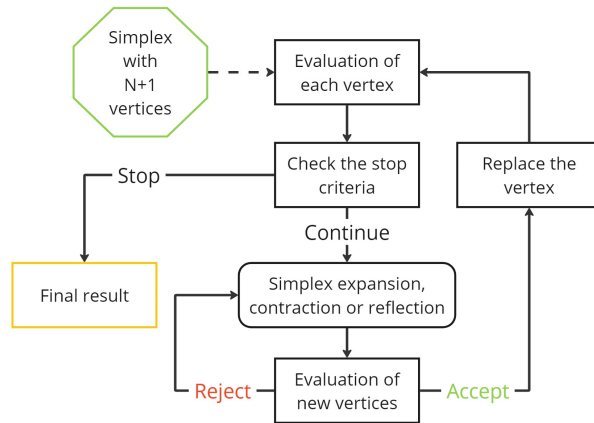 Simplex
with
N+1
vertices
Evaluation of
each vertex
Check the stop
criteria
Replace the
vertex
Stop
Continue
Final result
Simplex expansion,
contraction or reflection
Reject
Evaluation of
new vertices
Accept